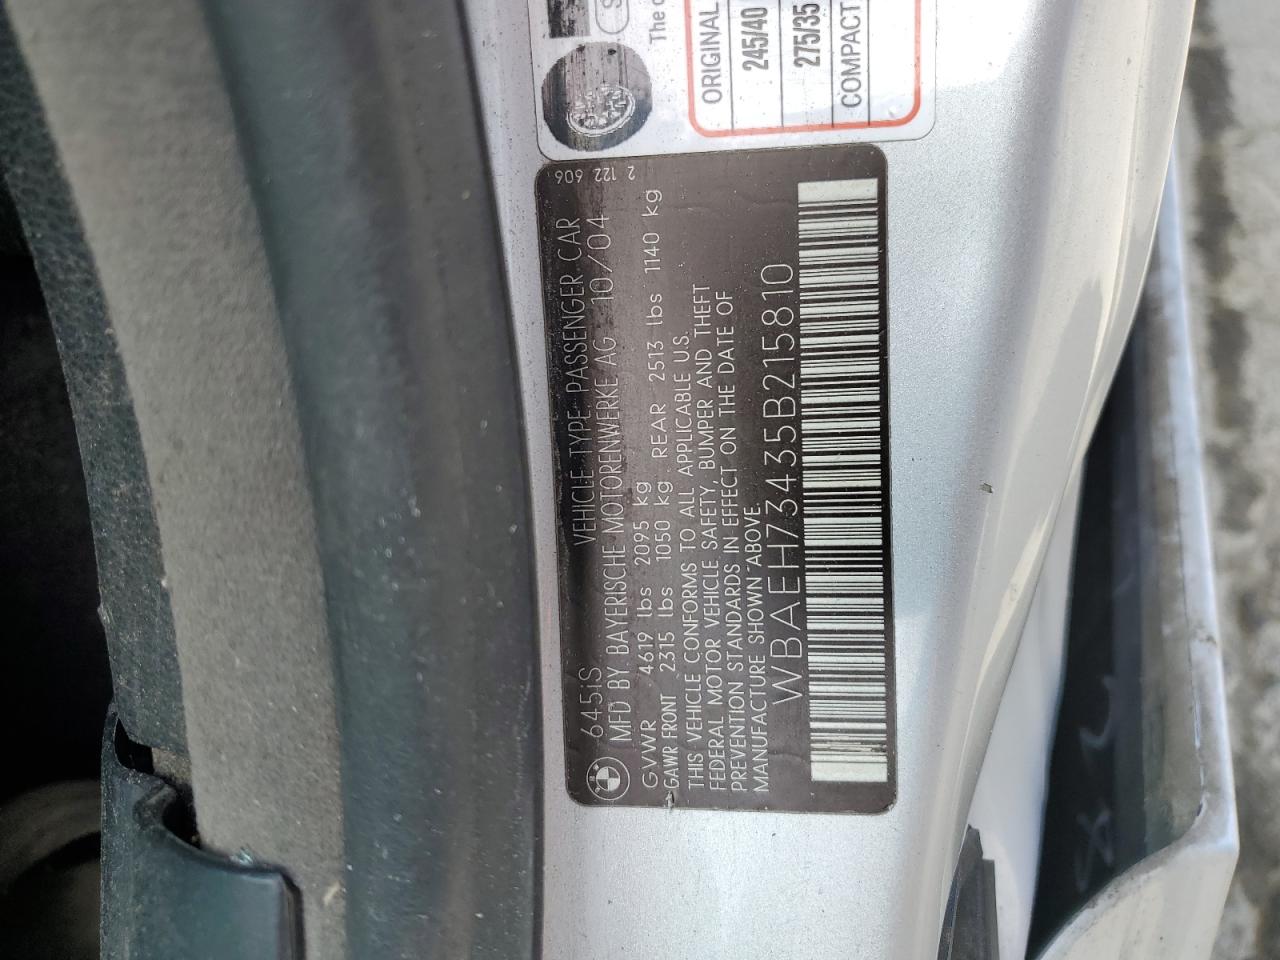 S
The c
ORIGINAL
245/40
275/35
COMPACT
2 122 606
645iS VEHICLE TYPE: PASSENGER CAR
MFD BY BAYERISCHE MOTORENWERKE AG 10/04
GVWR 4619 lbs 2095 kg
GAWR FRONT 2315 lbs 1050 kg. REAR 2513 lbs 1140 kg
THIS VEHICLE CONFORMS TO ALL APPLICABLE U.S.
FEDERAL MOTOR VEHICLE SAFETY, BUMPER AND THEFT
PREVENTION STANDARDS IN EFFECT ON THE DATE OF
MANUFACTURE SHOWN ABOVE.
WBAEH73435B215810